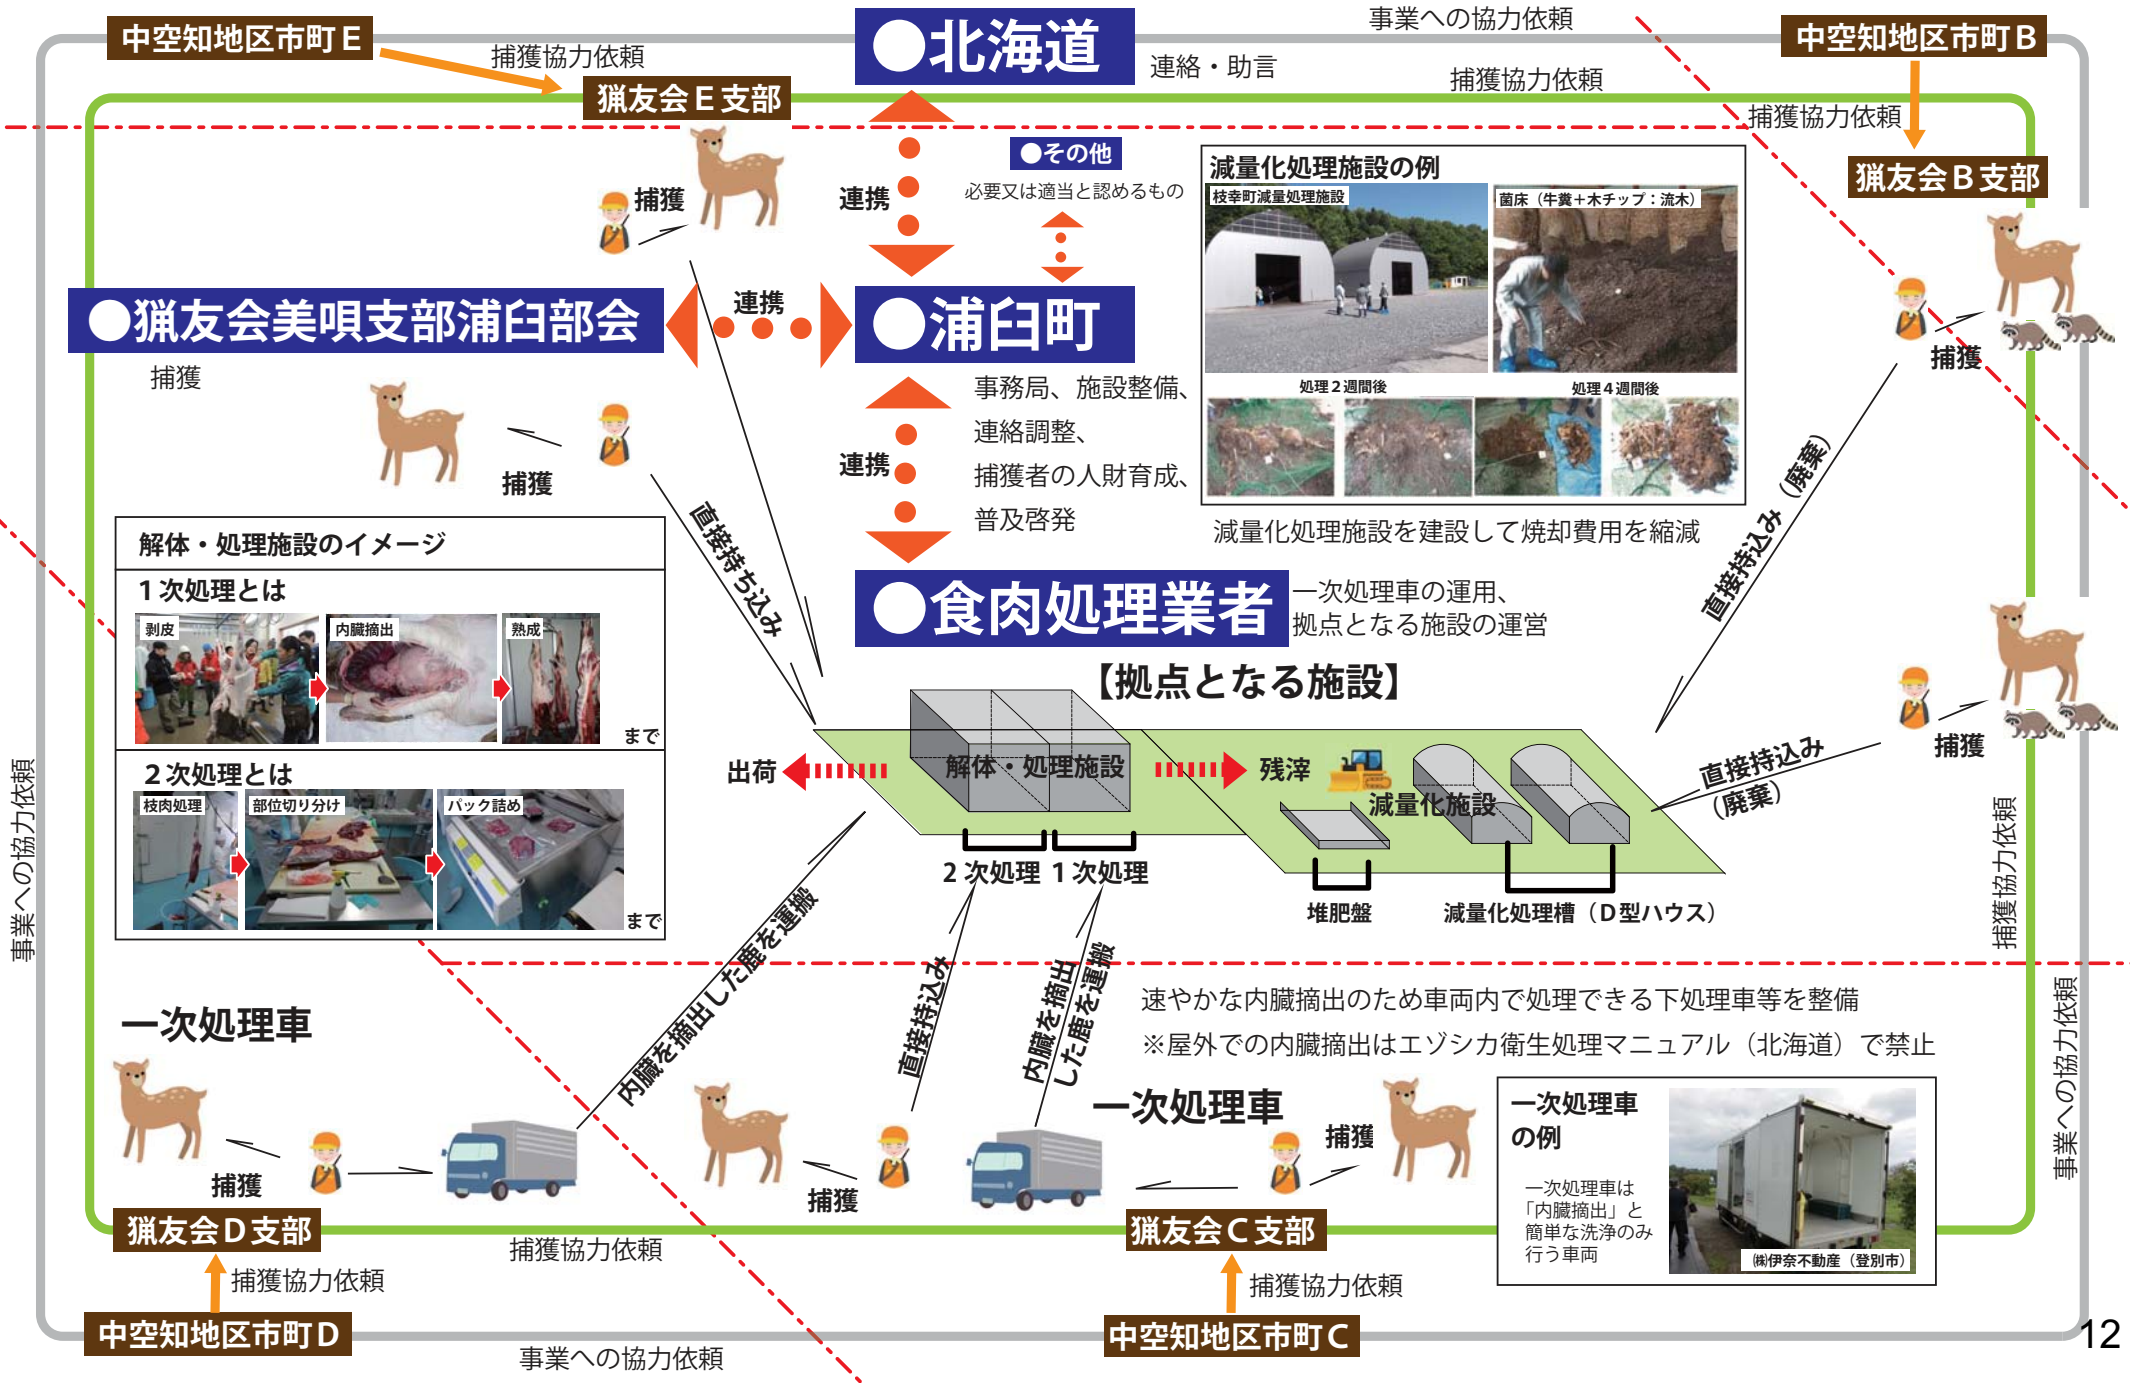 中空知地区市町E
捕獲協力依頼
猟友会E支部
●北海道
連絡・助言
事業への協力依頼
捕獲協力依頼
中空知地区市町B
捕獲協力依頼
猟友会B支部
捕獲
連携
●その他
必要又は適当と認めるもの
減量化処理施設の例
枝幸町減量処理施設
菌床（牛糞＋木チップ：流木）
処理2週間後
処理4週間後
減量化処理施設を建設して焼却費用を縮減
●猟友会美唄支部浦臼部会
捕獲
連携
●浦臼町
事務局、施設整備、
連絡調整、
捕獲者の人財育成、
普及啓発
連携
捕獲
捕獲
直接持ち込み
直接持込み（廃棄）
●食肉処理業者
一次処理車の運用、
拠点となる施設の運営
解体・処理施設のイメージ
1次処理とは
剥皮
内臓摘出
熟成
まで
2次処理とは
枝肉処理
部位切り分け
パック詰め
まで
【拠点となる施設】
出荷
解体・処理施設
残滓
減量化施設
2次処理
1次処理
堆肥盤
減量化処理槽（D型ハウス）
直接持込み
（廃棄）
捕獲
事業への協力依頼
捕獲協力依頼
事業への協力依頼
内臓を摘出した鹿を運搬
直接持込み
内臓を摘出
した鹿を運搬
速やかな内臓摘出のため車両内で処理できる下処理車等を整備
※屋外での内臓摘出はエゾシカ衛生処理マニュアル（北海道）で禁止
一次処理車
捕獲
捕獲
一次処理車
捕獲
一次処理車
の例
一次処理車は
「内臓摘出」と
簡単な洗浄のみ
行う車両
㈱伊奈不動産（登別市）
猟友会D支部
捕獲協力依頼
捕獲協力依頼
中空知地区市町D
事業への協力依頼
猟友会C支部
捕獲協力依頼
中空知地区市町C
12